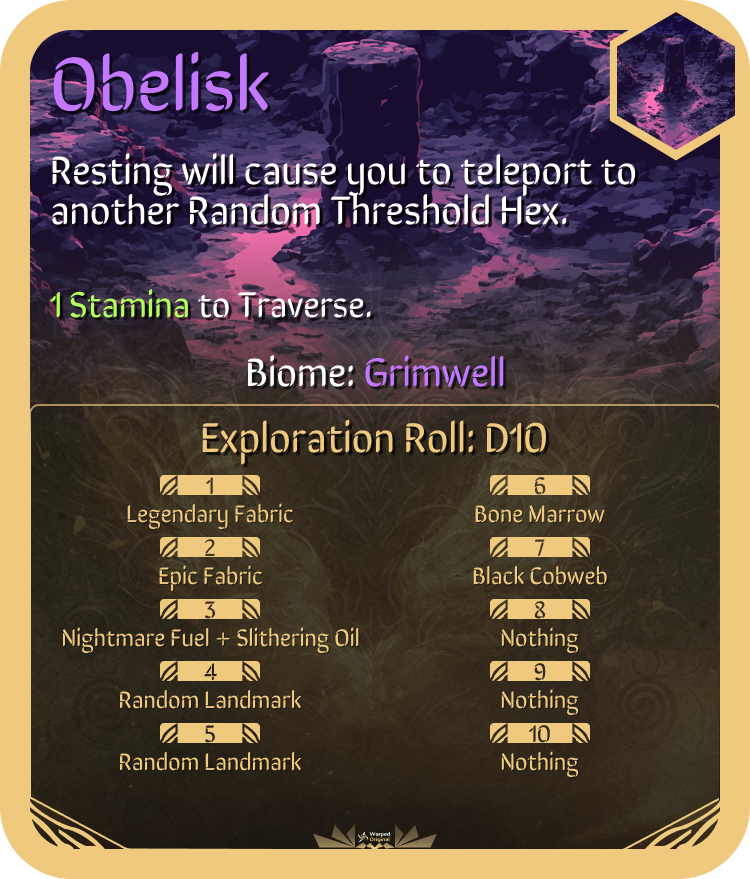 Obelisk
Resting will cause you to teleport to
another Random Threshold Hex.
1 Stamina to Traverse.
Biome: Grimwell
Exploration Roll: D10
1
Legendary Fabric
2
Epic Fabric
3
Nightmare Fuel + Slithering Oil
4
Random Landmark
5
Random Landmark
6
Bone Marrow
7
Black Cobweb
8
Nothing
9
Nothing
10
Nothing
Warped
Original